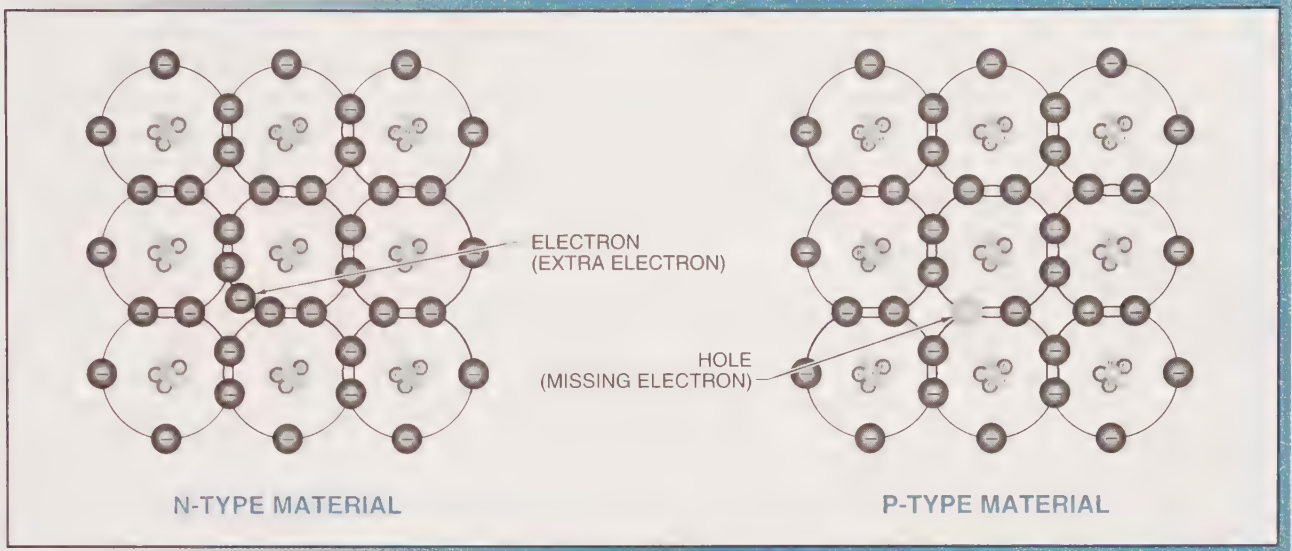 ELECTRON
(EXTRA ELECTRON)
HOLE
(MISSING ELECTRON)
N-TYPE MATERIAL
P-TYPE MATERIAL